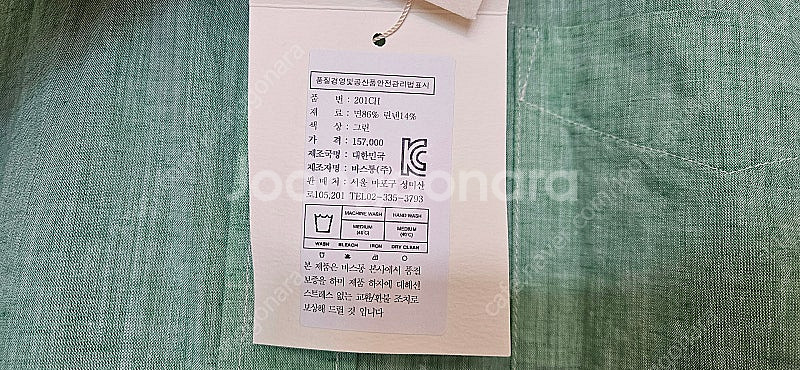 품질경영및공산품안전관리법표시
품 번 : 201CH
재 료 : 면86% 린넨14%
색 상 : 그린
가 격 : 157,000
제조국명 : 대한민국
제조자명 : 바스통(주)
판 매 처 : 서울 마포구 성미산
로105,201 TEL02-335-3793
MACHINE WASH HAND WASH
MEDIUM (40℃) MEDIUM (40℃)
WASH BLEACH IRON DRY CLEAN
본 제품은 바스통 본사에서 품질
보증을 하며 제품 하자에 대해선
스트레스 없는 교환/환불 조치로
보상해 드릴 것 입니다
Joonggonara